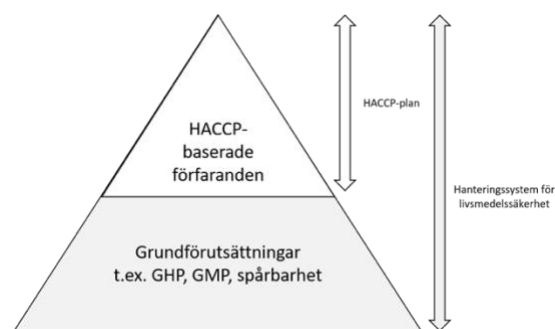 HACCP-
baserade
förfaranden
Grundförutsättningar
t.ex. GHP, GMP, spårbarhet
HACCP-plan
Hanteringssystem för
livsmedelssäkerhet